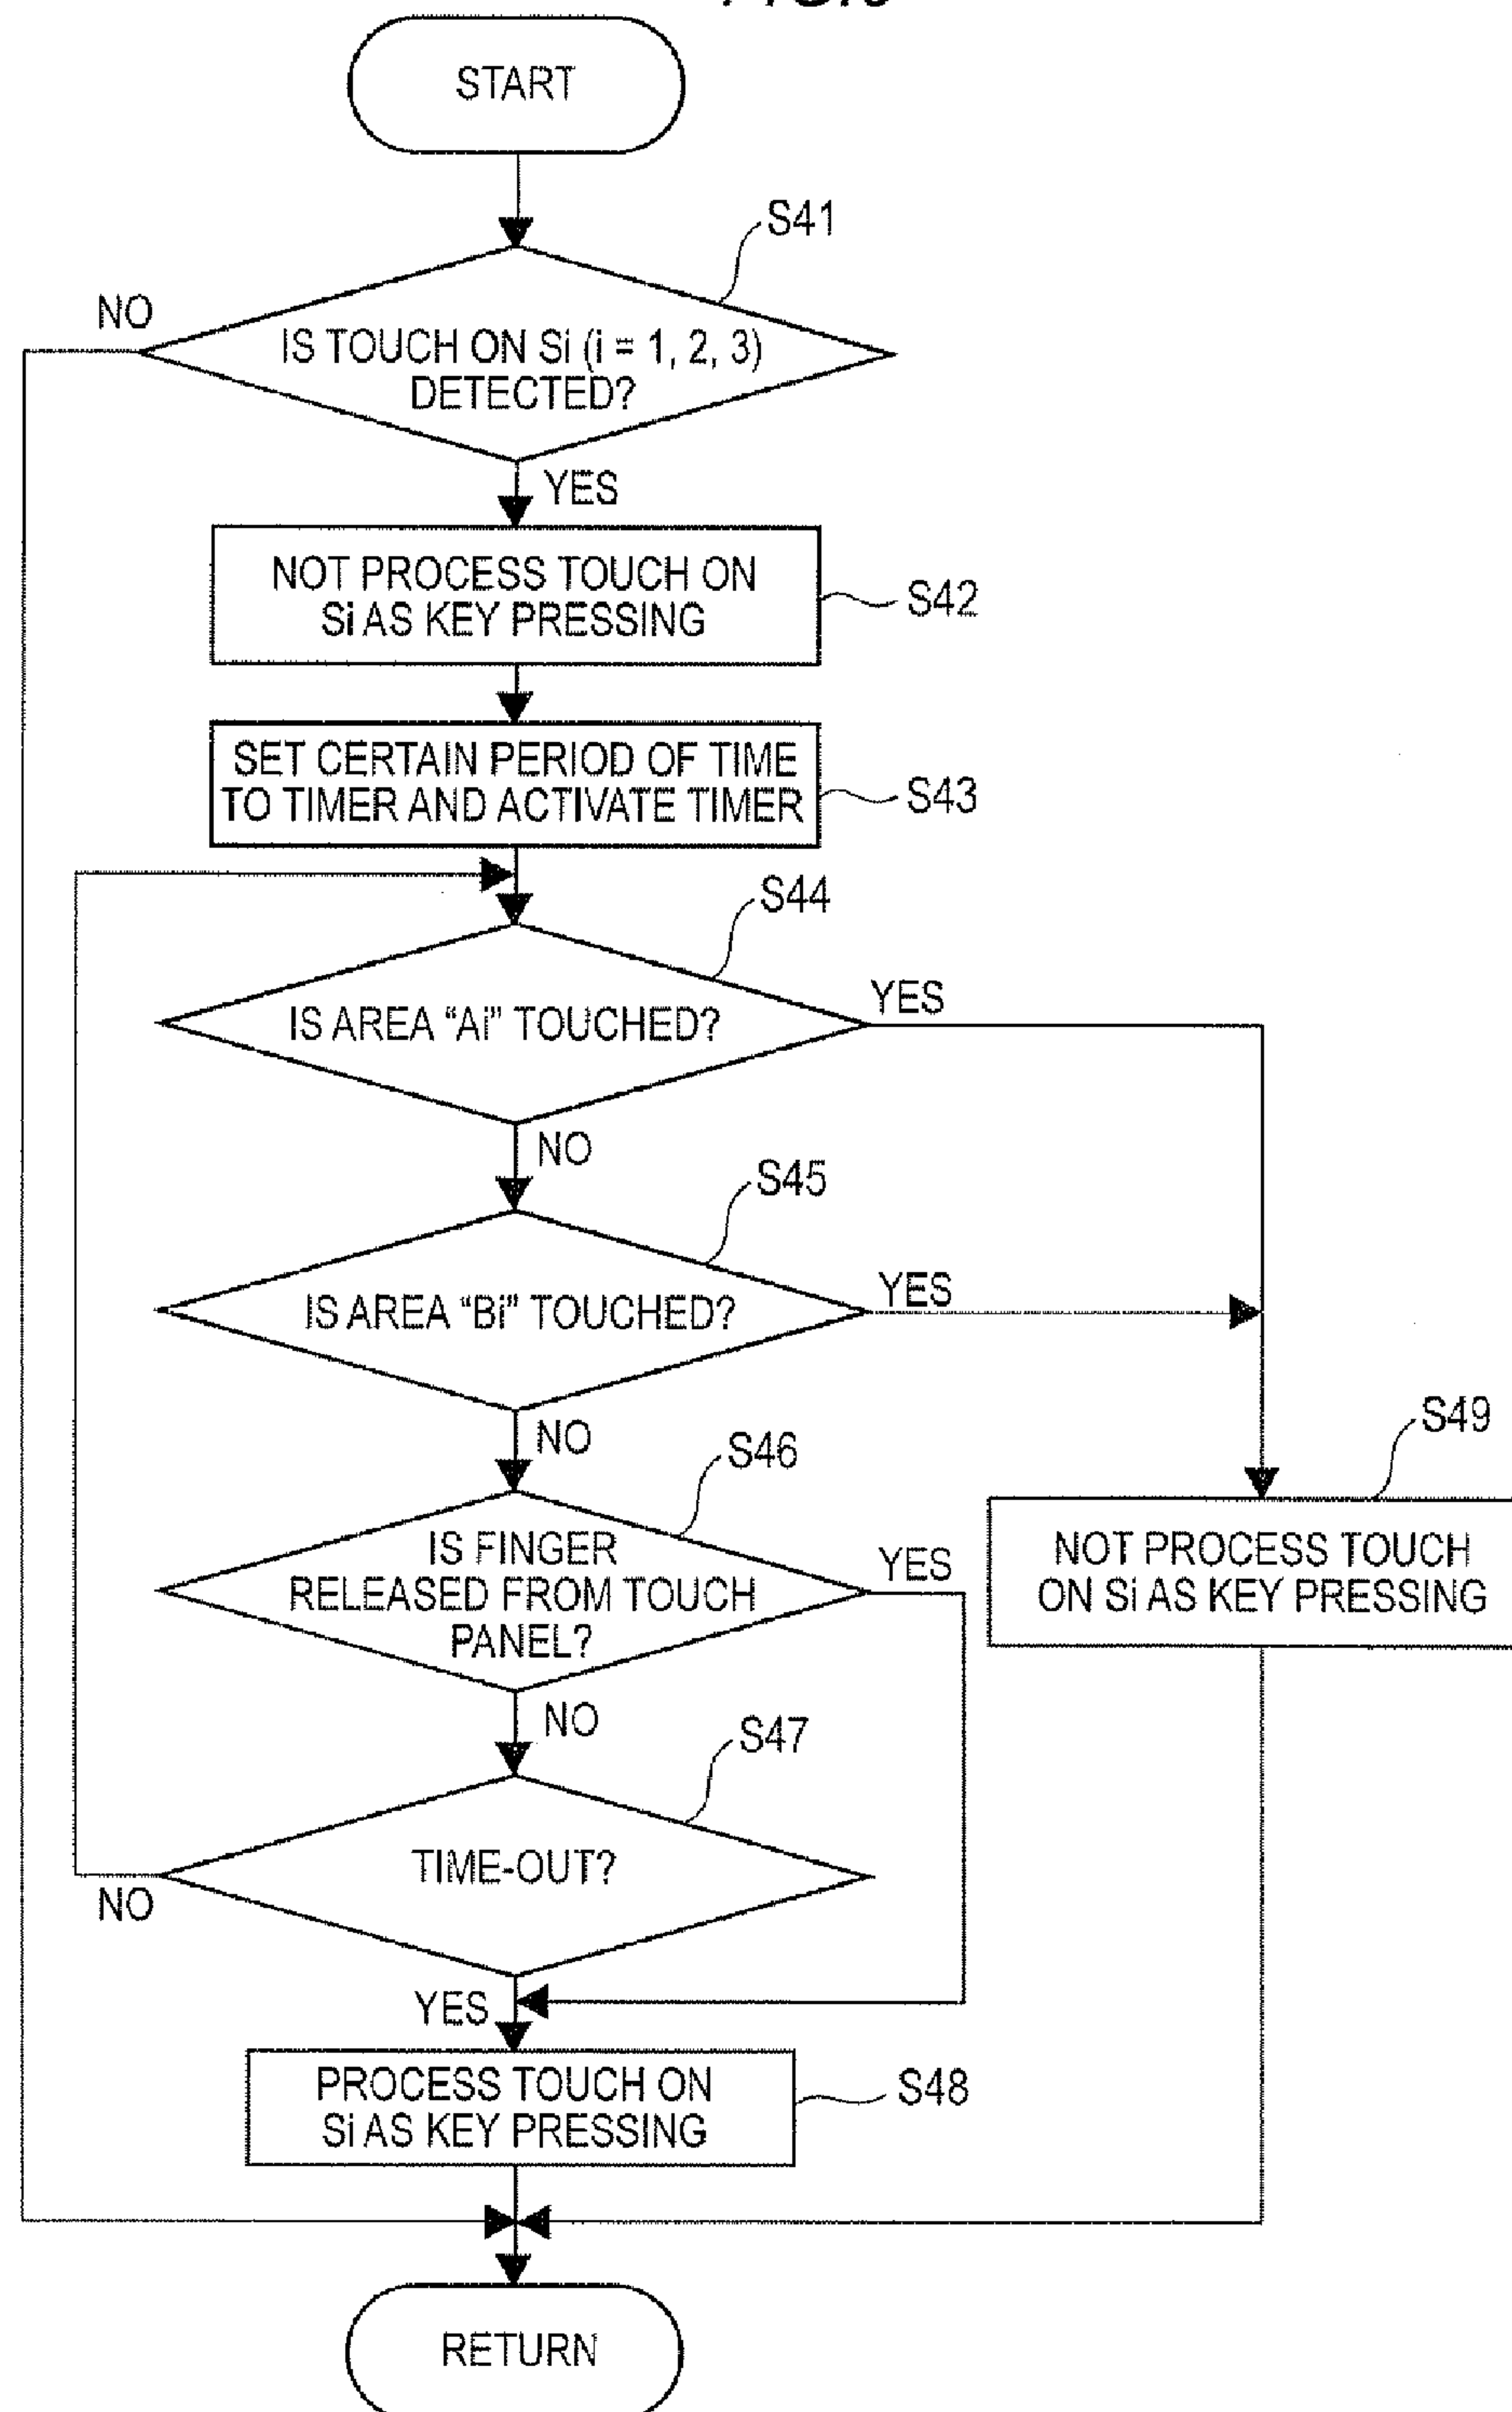 START
S41
NO
IS TOUCH ON Si (i = 1, 2, 3)
DETECTED?
YES
NOT PROCESS TOUCH ON
Si AS KEY PRESSING
S42
SET CERTAIN PERIOD OF TIME
TO TIMER AND ACTIVATE TIMER
S43
S44
IS AREA “Ai” TOUCHED?
YES
NO
S45
IS AREA “Bi” TOUCHED?
YES
NO
S46
IS FINGER
RELEASED FROM TOUCH
PANEL?
YES
S49
NOT PROCESS TOUCH
ON Si AS KEY PRESSING
NO
S47
TIME-OUT?
NO
YES
PROCESS TOUCH ON
Si AS KEY PRESSING
S48
RETURN